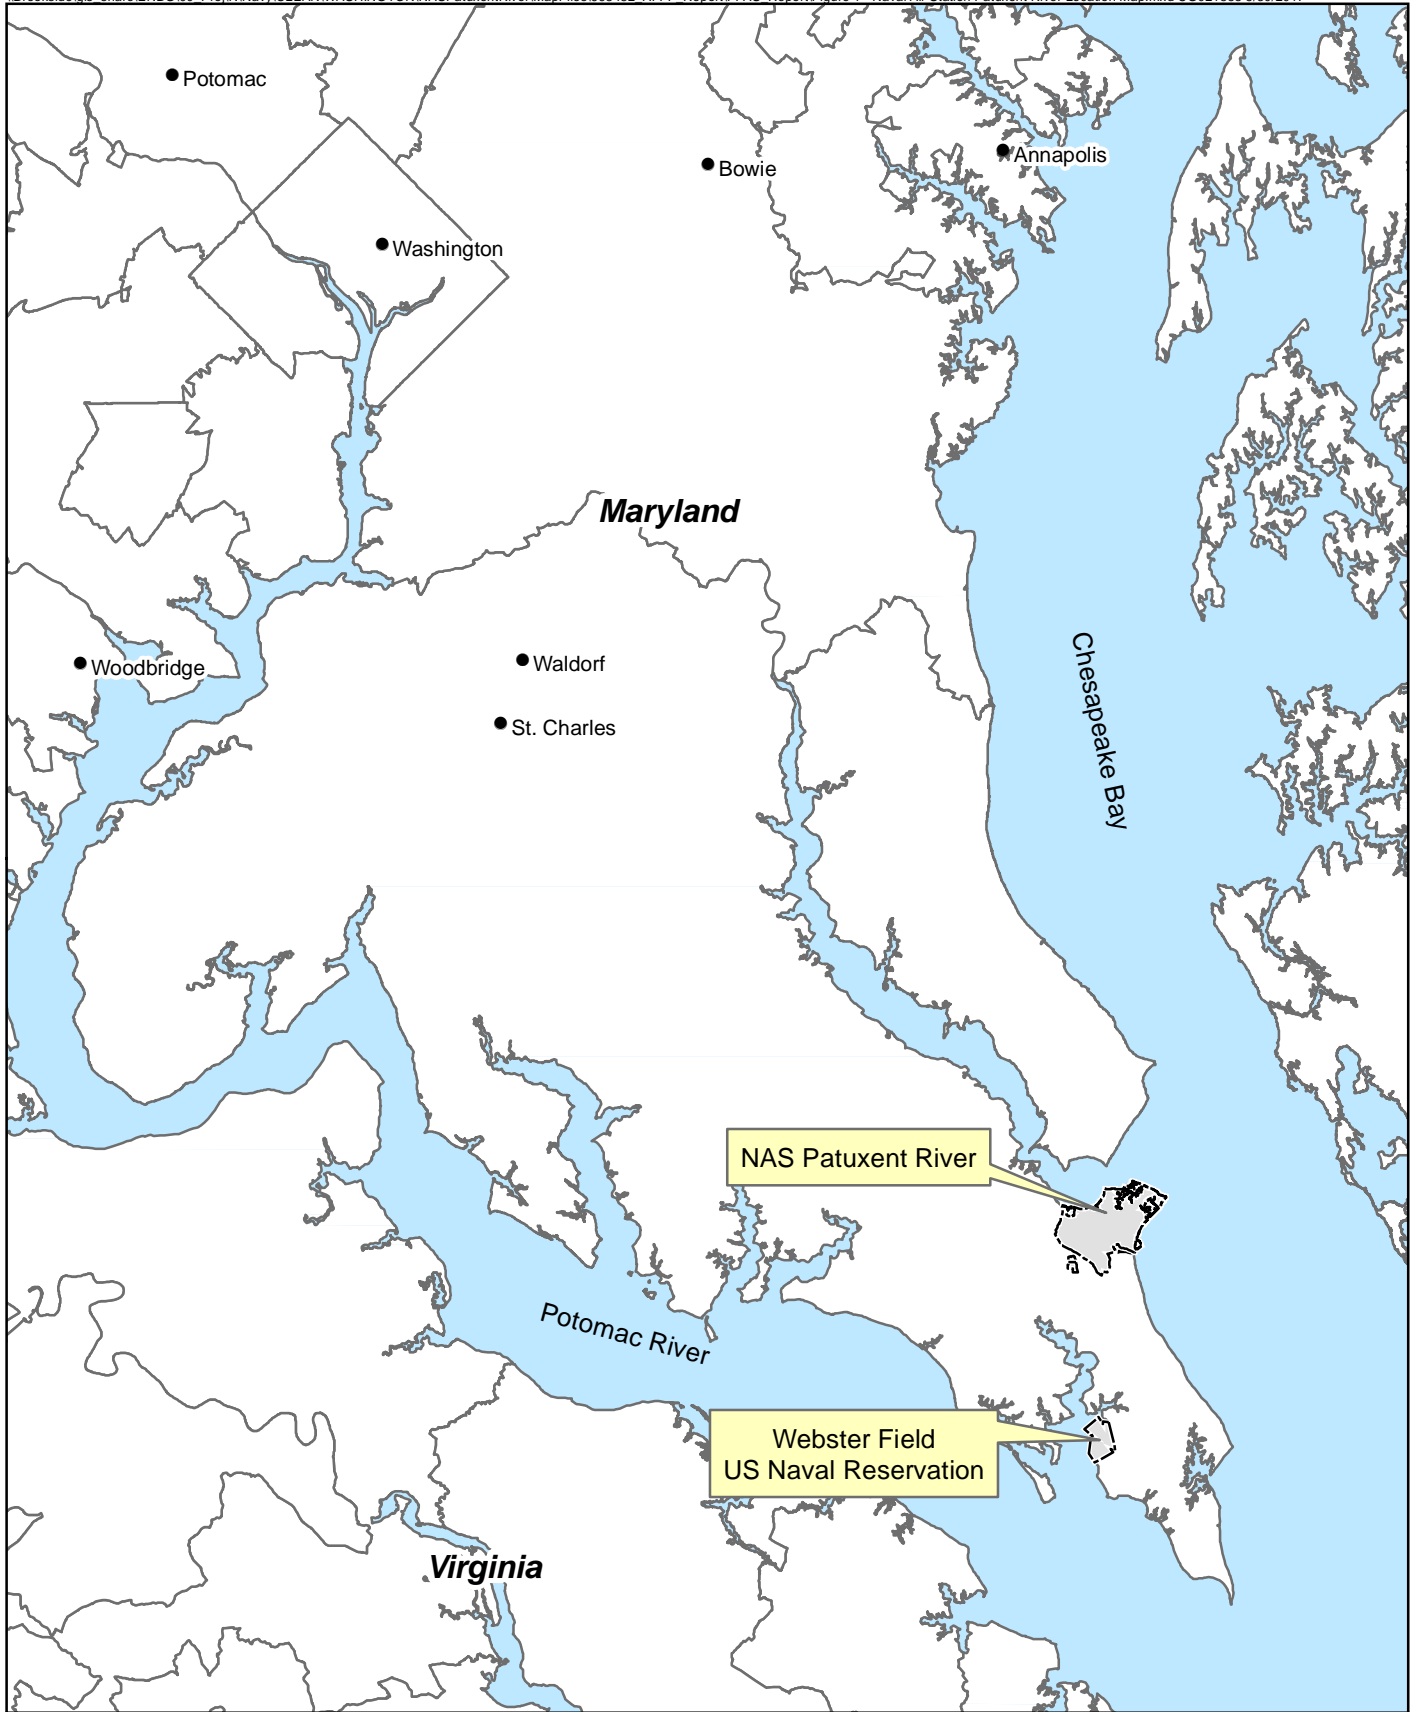 Potomac
Bowie
Annapolis
Washington
Maryland
Woodbridge
Waldorf
St. Charles
Chesapeake Bay
NAS Patuxent River
Potomac River
Webster Field
US Naval Reservation
Virginia